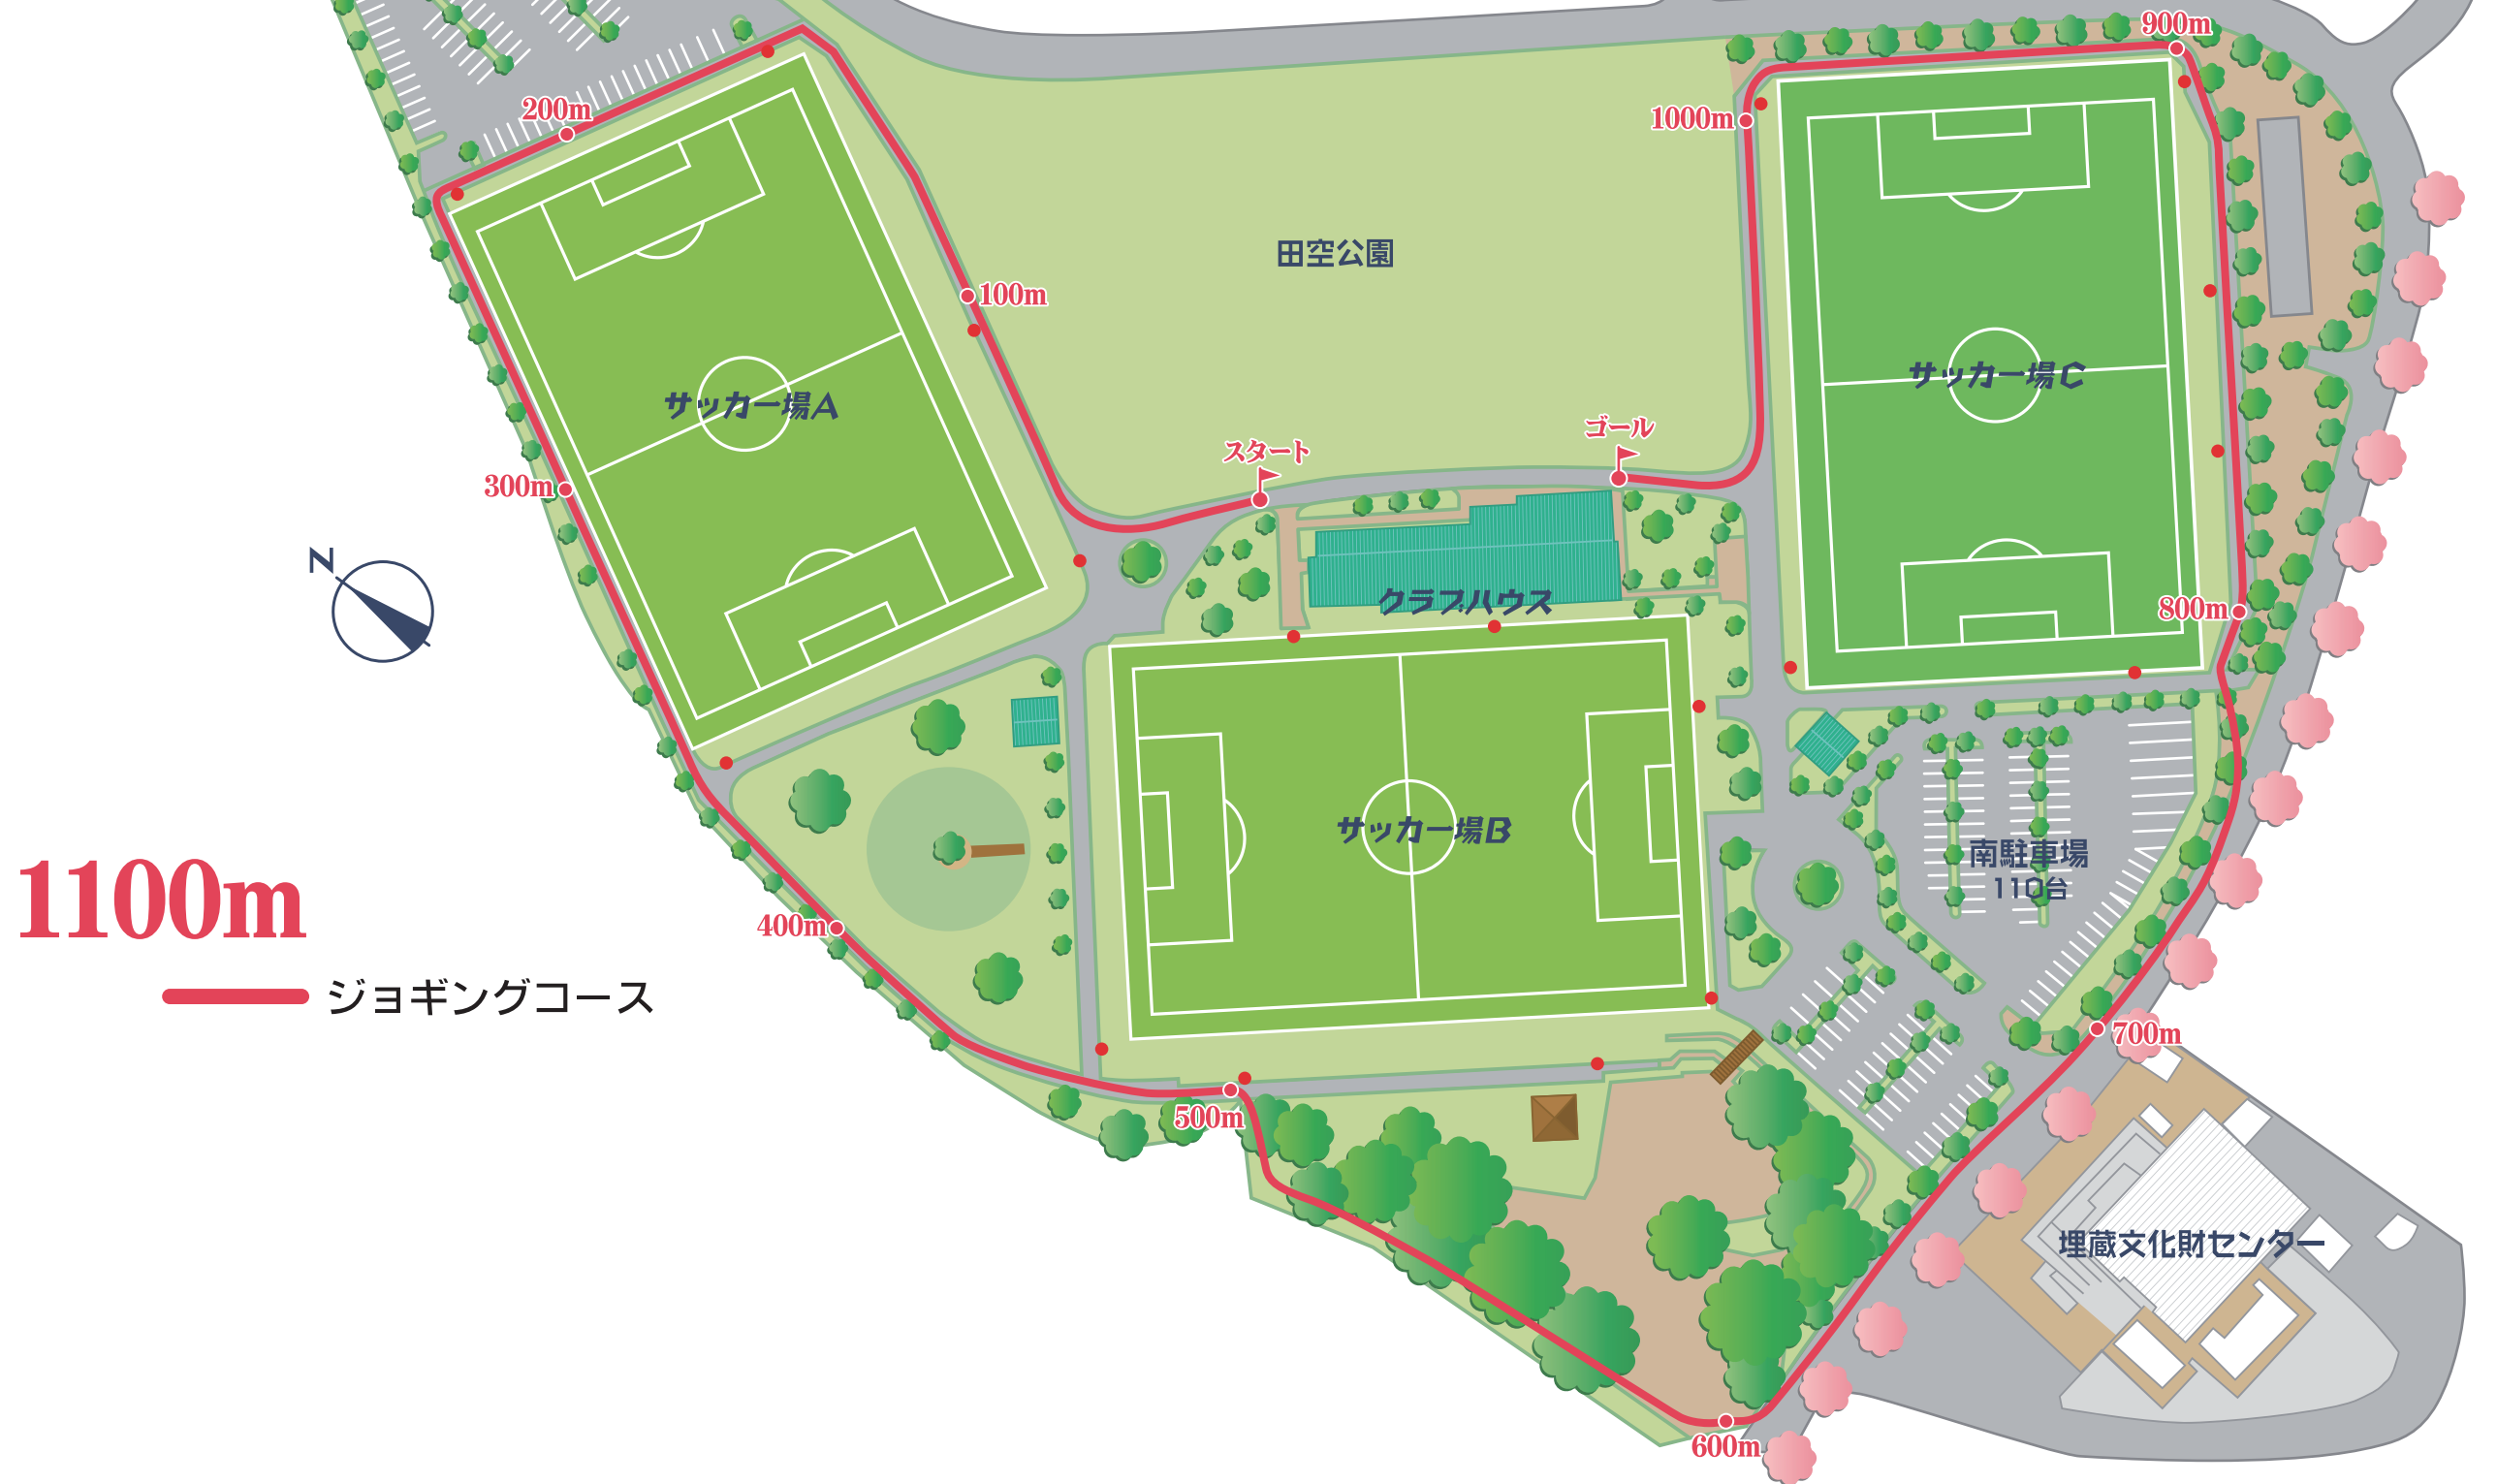 900m
200m
1000m
田空公園
100m
サッカー場C
サッカー場A
ゴール
スタート
300m
N
クラブハウス
800m
サッカー場B
南駐車場
110台
1100m
400m
ジョギングコース
700m
500m
埋蔵文化財センター
600m